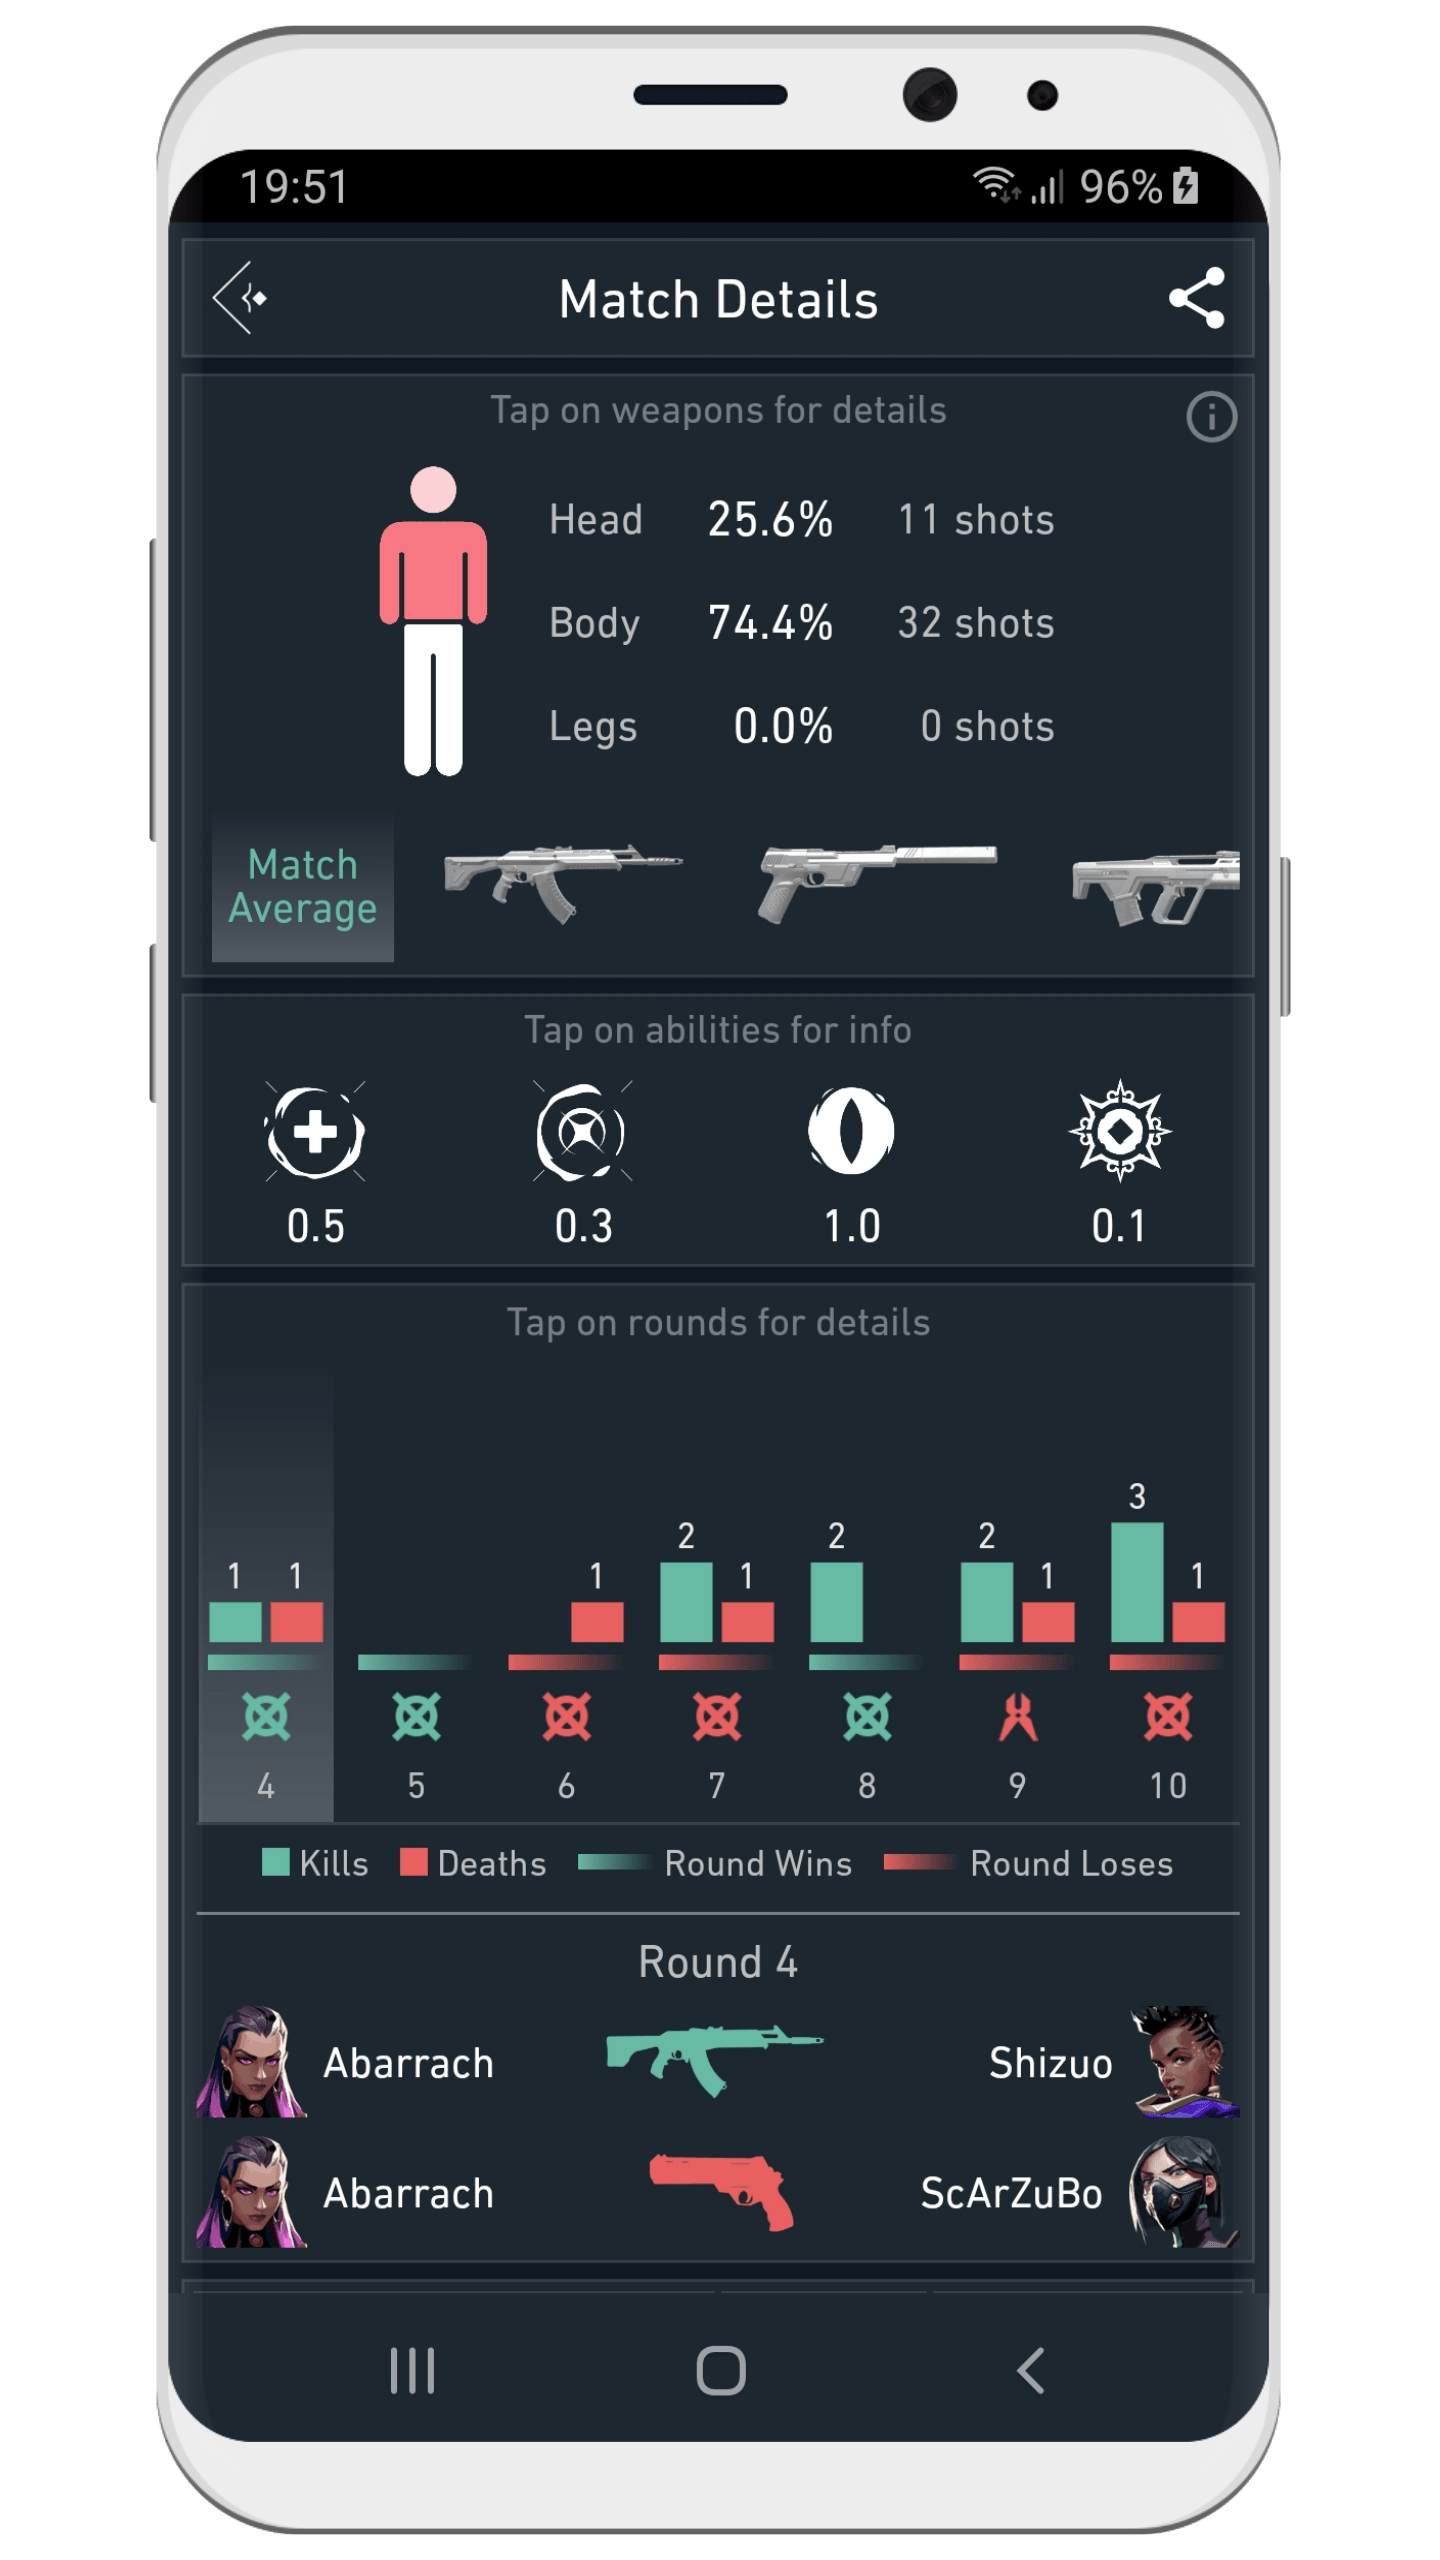 19:51 96%
Match Details
Tap on weapons for details
Head 25.6% 11 shots
Body 74.4% 32 shots
Legs 0.0% 0 shots
Match
Average
Tap on abilities for info
0.5 0.3 1.0 0.1
Tap on rounds for details
3
2 2 2
1 1 1 1 1 1
4 5 6 7 8 9 10
Kills Deaths Round Wins Round Loses
Round 4
Abarrach Shizuo
Abarrach ScArZuBo